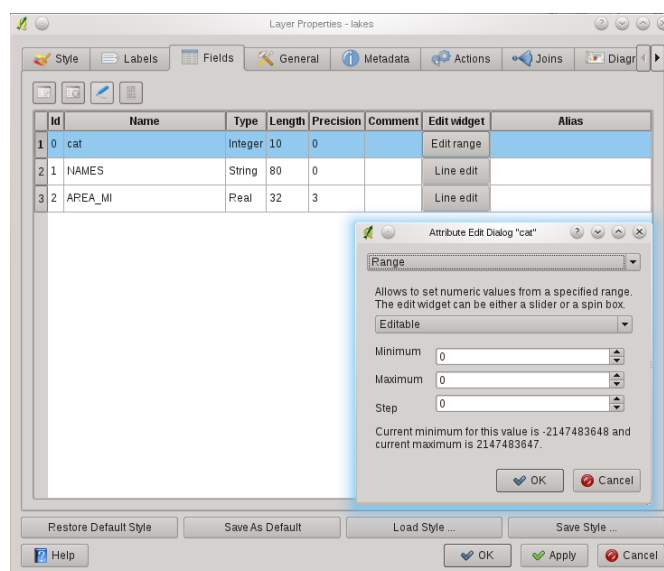 Layer Properties - lakes
Style Labels Fields General Metadata Actions Joins Diagr
Id Name Type Length Precision Comment Edit widget Alias
1 0 cat Integer 10 0 Edit range
2 1 NAMES String 80 0 Line edit
3 2 AREA_MI Real 32 3 Line edit
Attribute Edit Dialog "cat"
Range
Allows to set numeric values from a specified range.
The edit widget can be either a slider or a spin box.
Editable
Minimum 0
Maximum 0
Step 0
Current minimum for this value is -2147483648 and
current maximum is 2147483647.
OK Cancel
Restore Default Style Save As Default Load Style ... Save Style ...
Help OK Apply Cancel